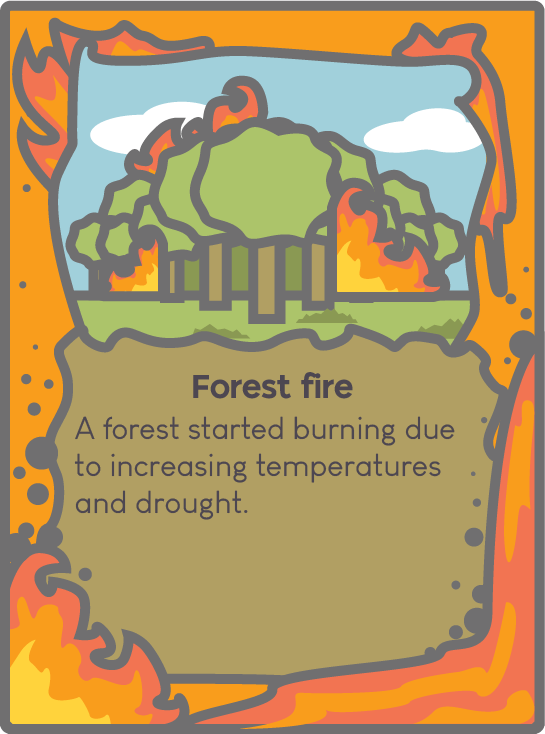 Forest fire
A forest started burning due
to increasing temperatures
and drought.